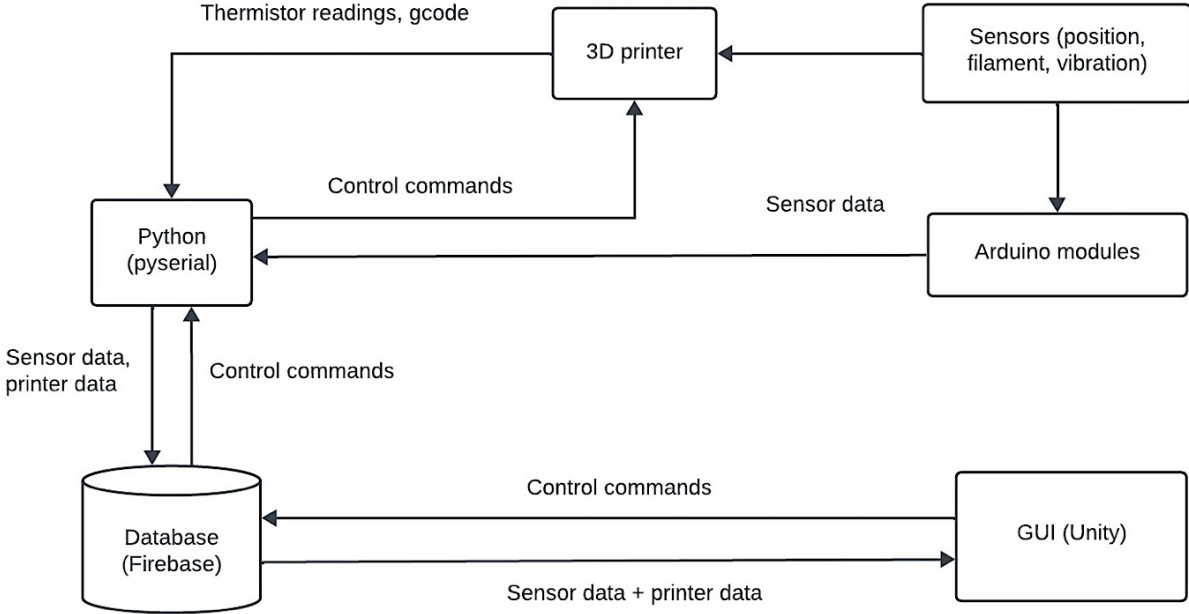 Thermistor readings, gcode
3D printer
Sensors (position,
filament, vibration)
Control commands
Sensor data
Python
(pyserial)
Arduino modules
Sensor data,
printer data
Control commands
Control commands
Database
(Firebase)
GUI (Unity)
Sensor data + printer data